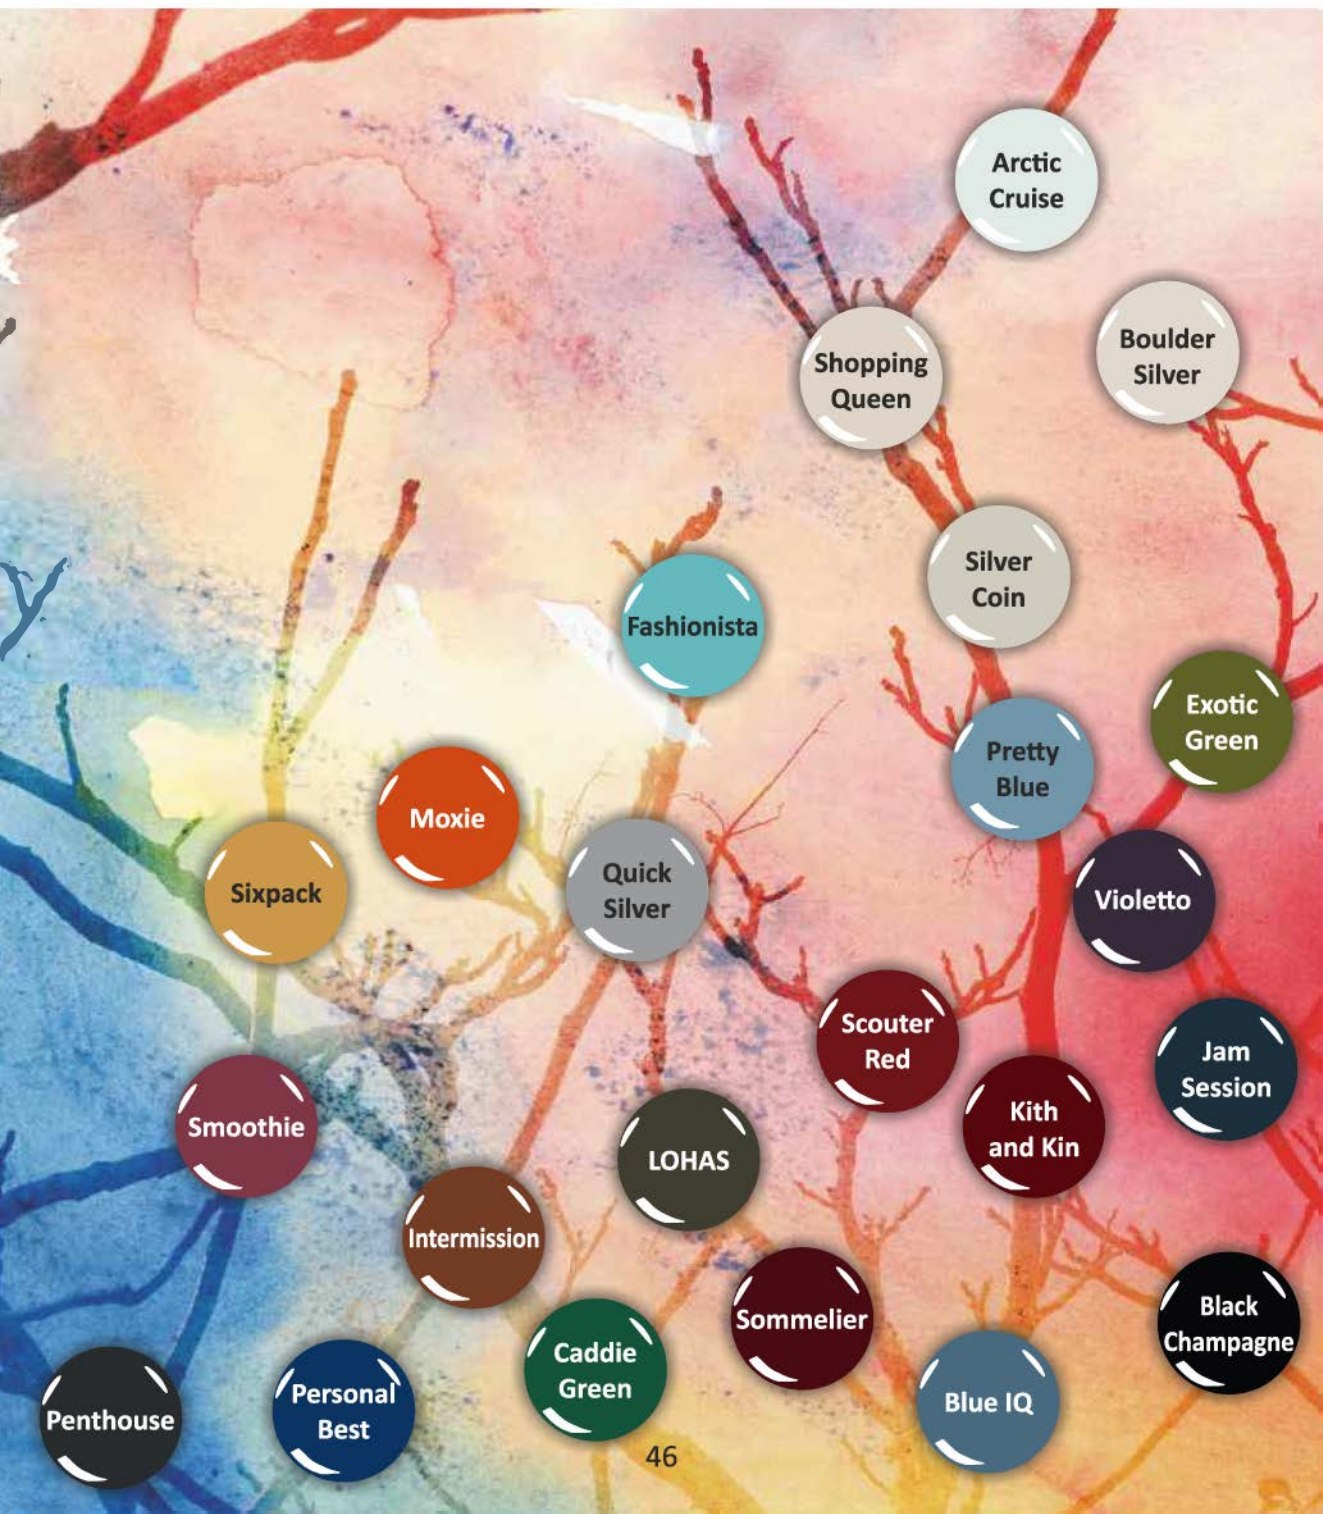 Arctic
Cruise
Boulder
Silver
Shopping
Queen
Silver
Coin
Fashionista
Exotic
Green
Pretty
Blue
Moxie
Sixpack
Quick
Silver
Violetto
Scouter
Red
Jam
Session
Kith
and Kin
Smoothie
LOHAS
Intermission
Sommelier
Black
Champagne
Caddie
Green
Blue IQ
Personal
Best
Penthouse
46